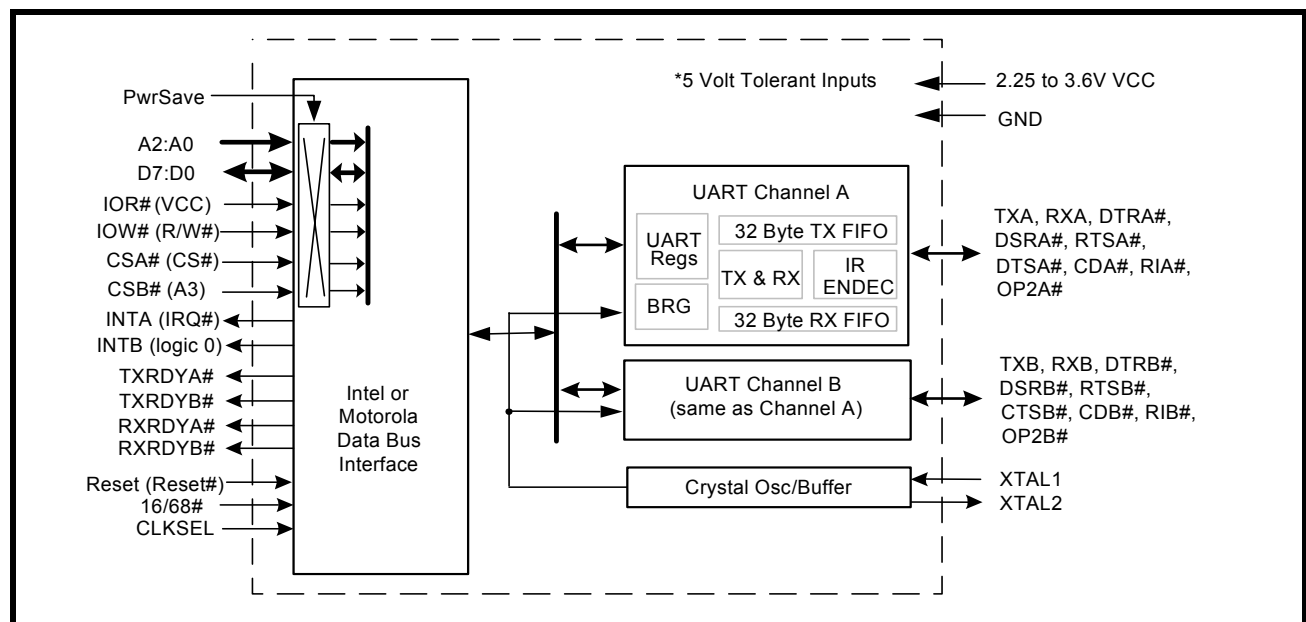 *5 Volt Tolerant Inputs
2.25 to 3.6V VCC
GND
PwrSave
A2:A0
D7:D0
IOR# (VCC)
IOW# (R/W#)
CSA# (CS#)
CSB# (A3)
INTA (IRQ#)
INTB (logic 0)
TXRDYA#
TXRDYB#
RXRDYA#
RXRDYB#
Reset (Reset#)
16/68#
CLKSEL
Intel or
Motorola
Data Bus
Interface
UART Channel A
UART
Regs
BRG
32 Byte TX FIFO
TX & RX
IR
ENDEC
32 Byte RX FIFO
TXA, RXA, DTRA#,
DSRA#, RTSA#,
DTSA#, CDA#, RIA#,
OP2A#
UART Channel B
(same as Channel A)
TXB, RXB, DTRB#,
DSRB#, RTSB#,
CTSB#, CDB#, RIB#,
OP2B#
Crystal Osc/Buffer
XTAL1
XTAL2